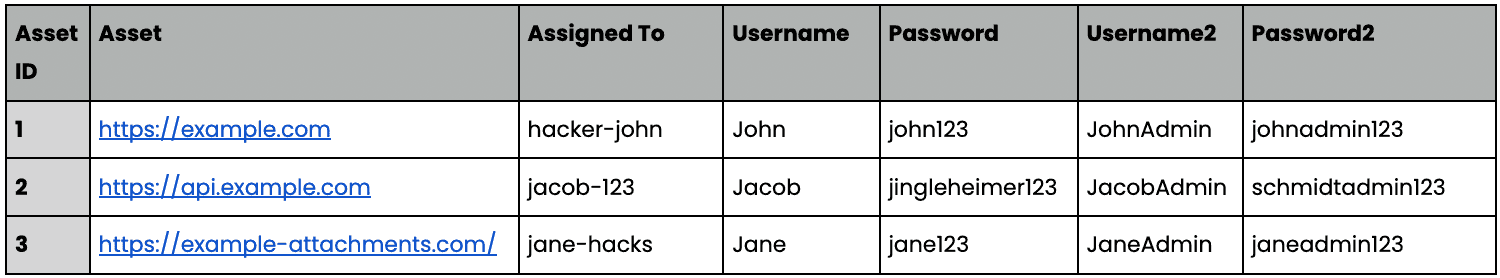 Asset ID Asset Assigned To Username Password Username2 Password2
1 https://example.com hacker-john John john123 JohnAdmin johnadmin123
2 https://api.example.com jacob-123 Jacob jingleheimer123 JacobAdmin schmidtadmin123
3 https://example-attachments.com/ jane-hacks Jane jane123 JaneAdmin janeadmin123